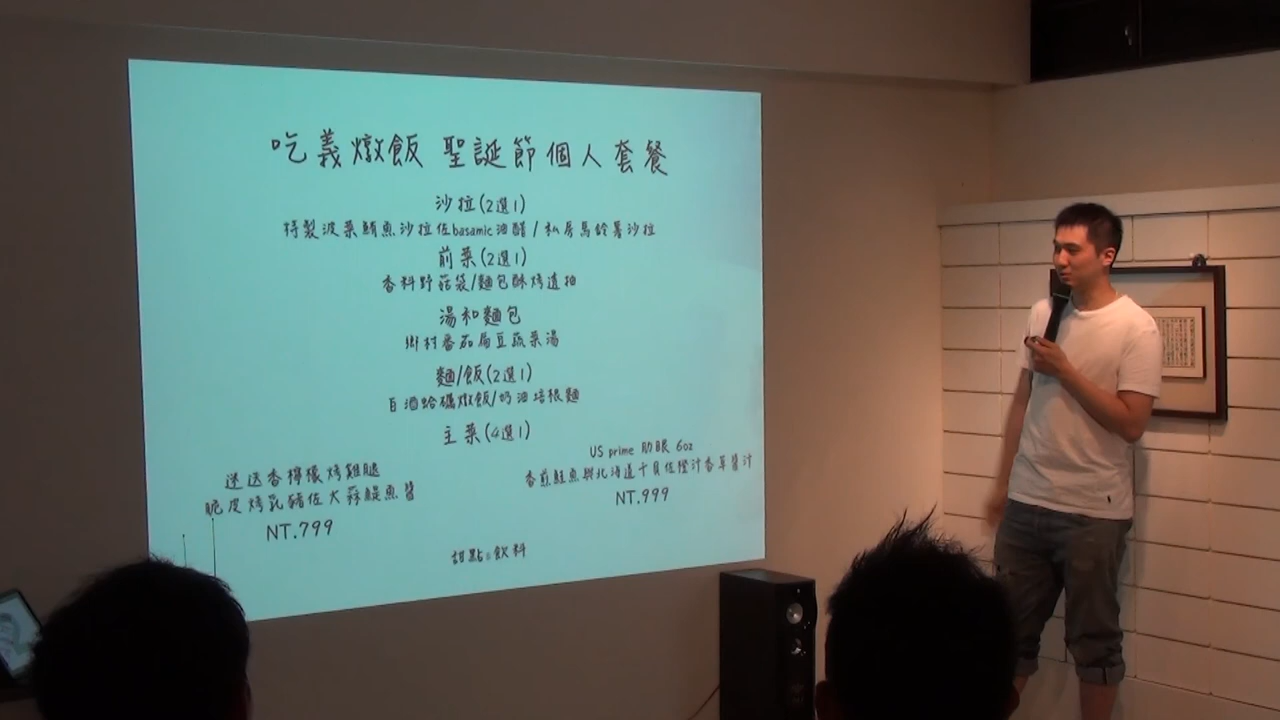 吃義燉飯 聖誕節個人套餐
沙拉(2選1)
特製波菜鮪魚沙拉佐basamic油醋/私房馬鈴薯沙拉
前菜(2選1)
香料野菇袋/麵包酥烤透抽
湯和麵包
鄉村番茄扁豆蔬菜湯
麵/飯(2選1)
白酒蛤蠣燉飯/奶油培根麵
主菜(4選1)
迷迭香檸檬烤雞腿
脆皮烤乳豬佐大蒜鯷魚醬
NT.799
US prime 肋眼 6oz
香煎鮭魚與北海道干貝佐橙汁香草醬汁
NT.999
甜點&飲料